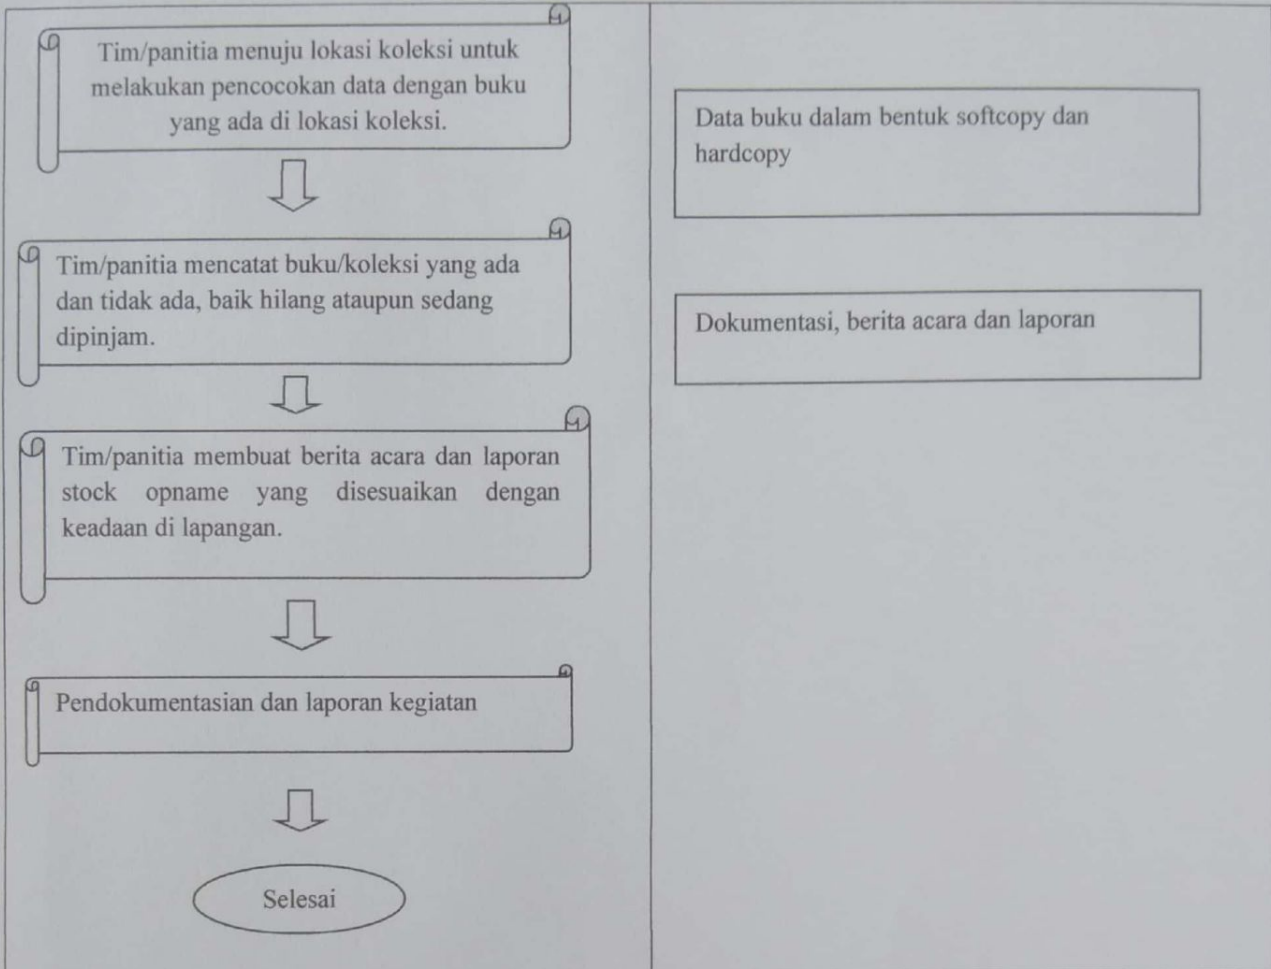 Tim/panitia menuju lokasi koleksi untuk
melakukan pencocokan data dengan buku
yang ada di lokasi koleksi.
Tim/panitia mencatat buku/koleksi yang ada
dan tidak ada, baik hilang ataupun sedang
dipinjam.
Tim/panitia membuat berita acara dan laporan
stock opname yang disesuaikan dengan
keadaan di lapangan.
Pendokumentasian dan laporan kegiatan
Selesai
Data buku dalam bentuk softcopy dan
hardcopy
Dokumentasi, berita acara dan laporan